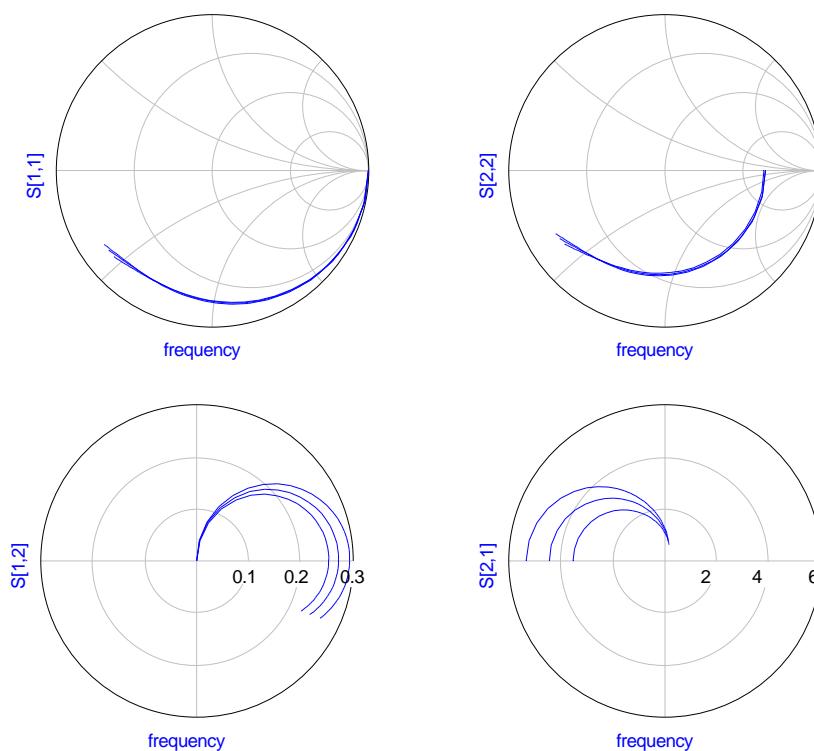 S[1,1]
frequency
S[2,2]
frequency
S[1,2]
0.1 0.2 0.3
frequency
S[2,1]
2 4 6
frequency